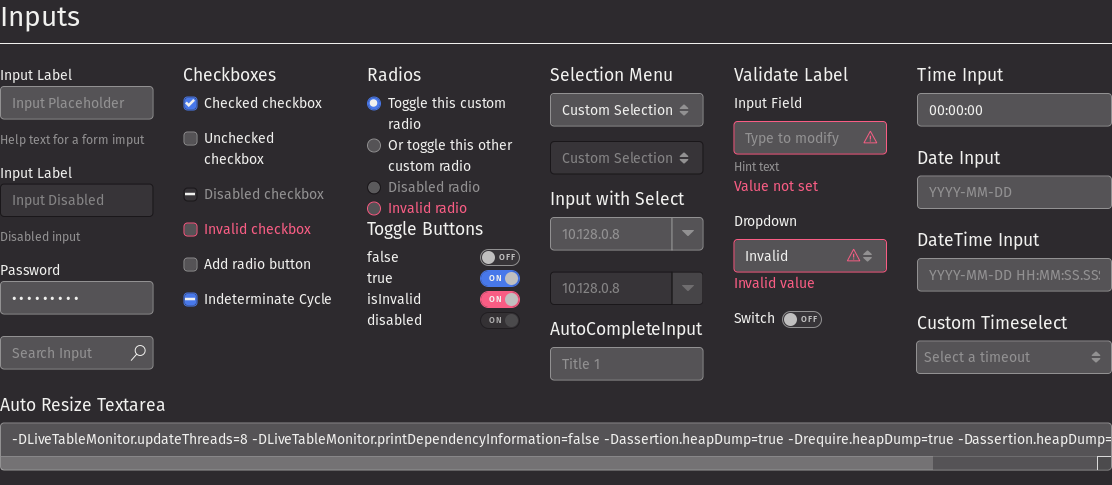 Inputs
Input Label
Input Placeholder
Help text for a form imput
Input Label
Input Disabled
Disabled input
Password
•••••••••
Search Input
Checkboxes
Checked checkbox
Unchecked
checkbox
Disabled checkbox
Invalid checkbox
Add radio button
Indeterminate Cycle
Radios
Toggle this custom
radio
Or toggle this other
custom radio
Disabled radio
Invalid radio
Toggle Buttons
false OFF
true ON
isInvalid ON
disabled ON
Selection Menu
Custom Selection
Custom Selection
Input with Select
10.128.0.8
10.128.0.8
AutoCompleteInput
Title 1
Validate Label
Input Field
Type to modify
Hint text
Value not set
Dropdown
Invalid
Invalid value
Switch OFF
Time Input
00:00:00
Date Input
YYYY-MM-DD
DateTime Input
YYYY-MM-DD HH:MM:SS.SS
Custom Timeselect
Select a timeout
Auto Resize Textarea
-DLiveTableMonitor.updateThreads=8 -DLiveTableMonitor.printDependencyInformation=false -Dassertion.heapDump=true -Drequire.heapDump=true -Dassertion.heapDump=